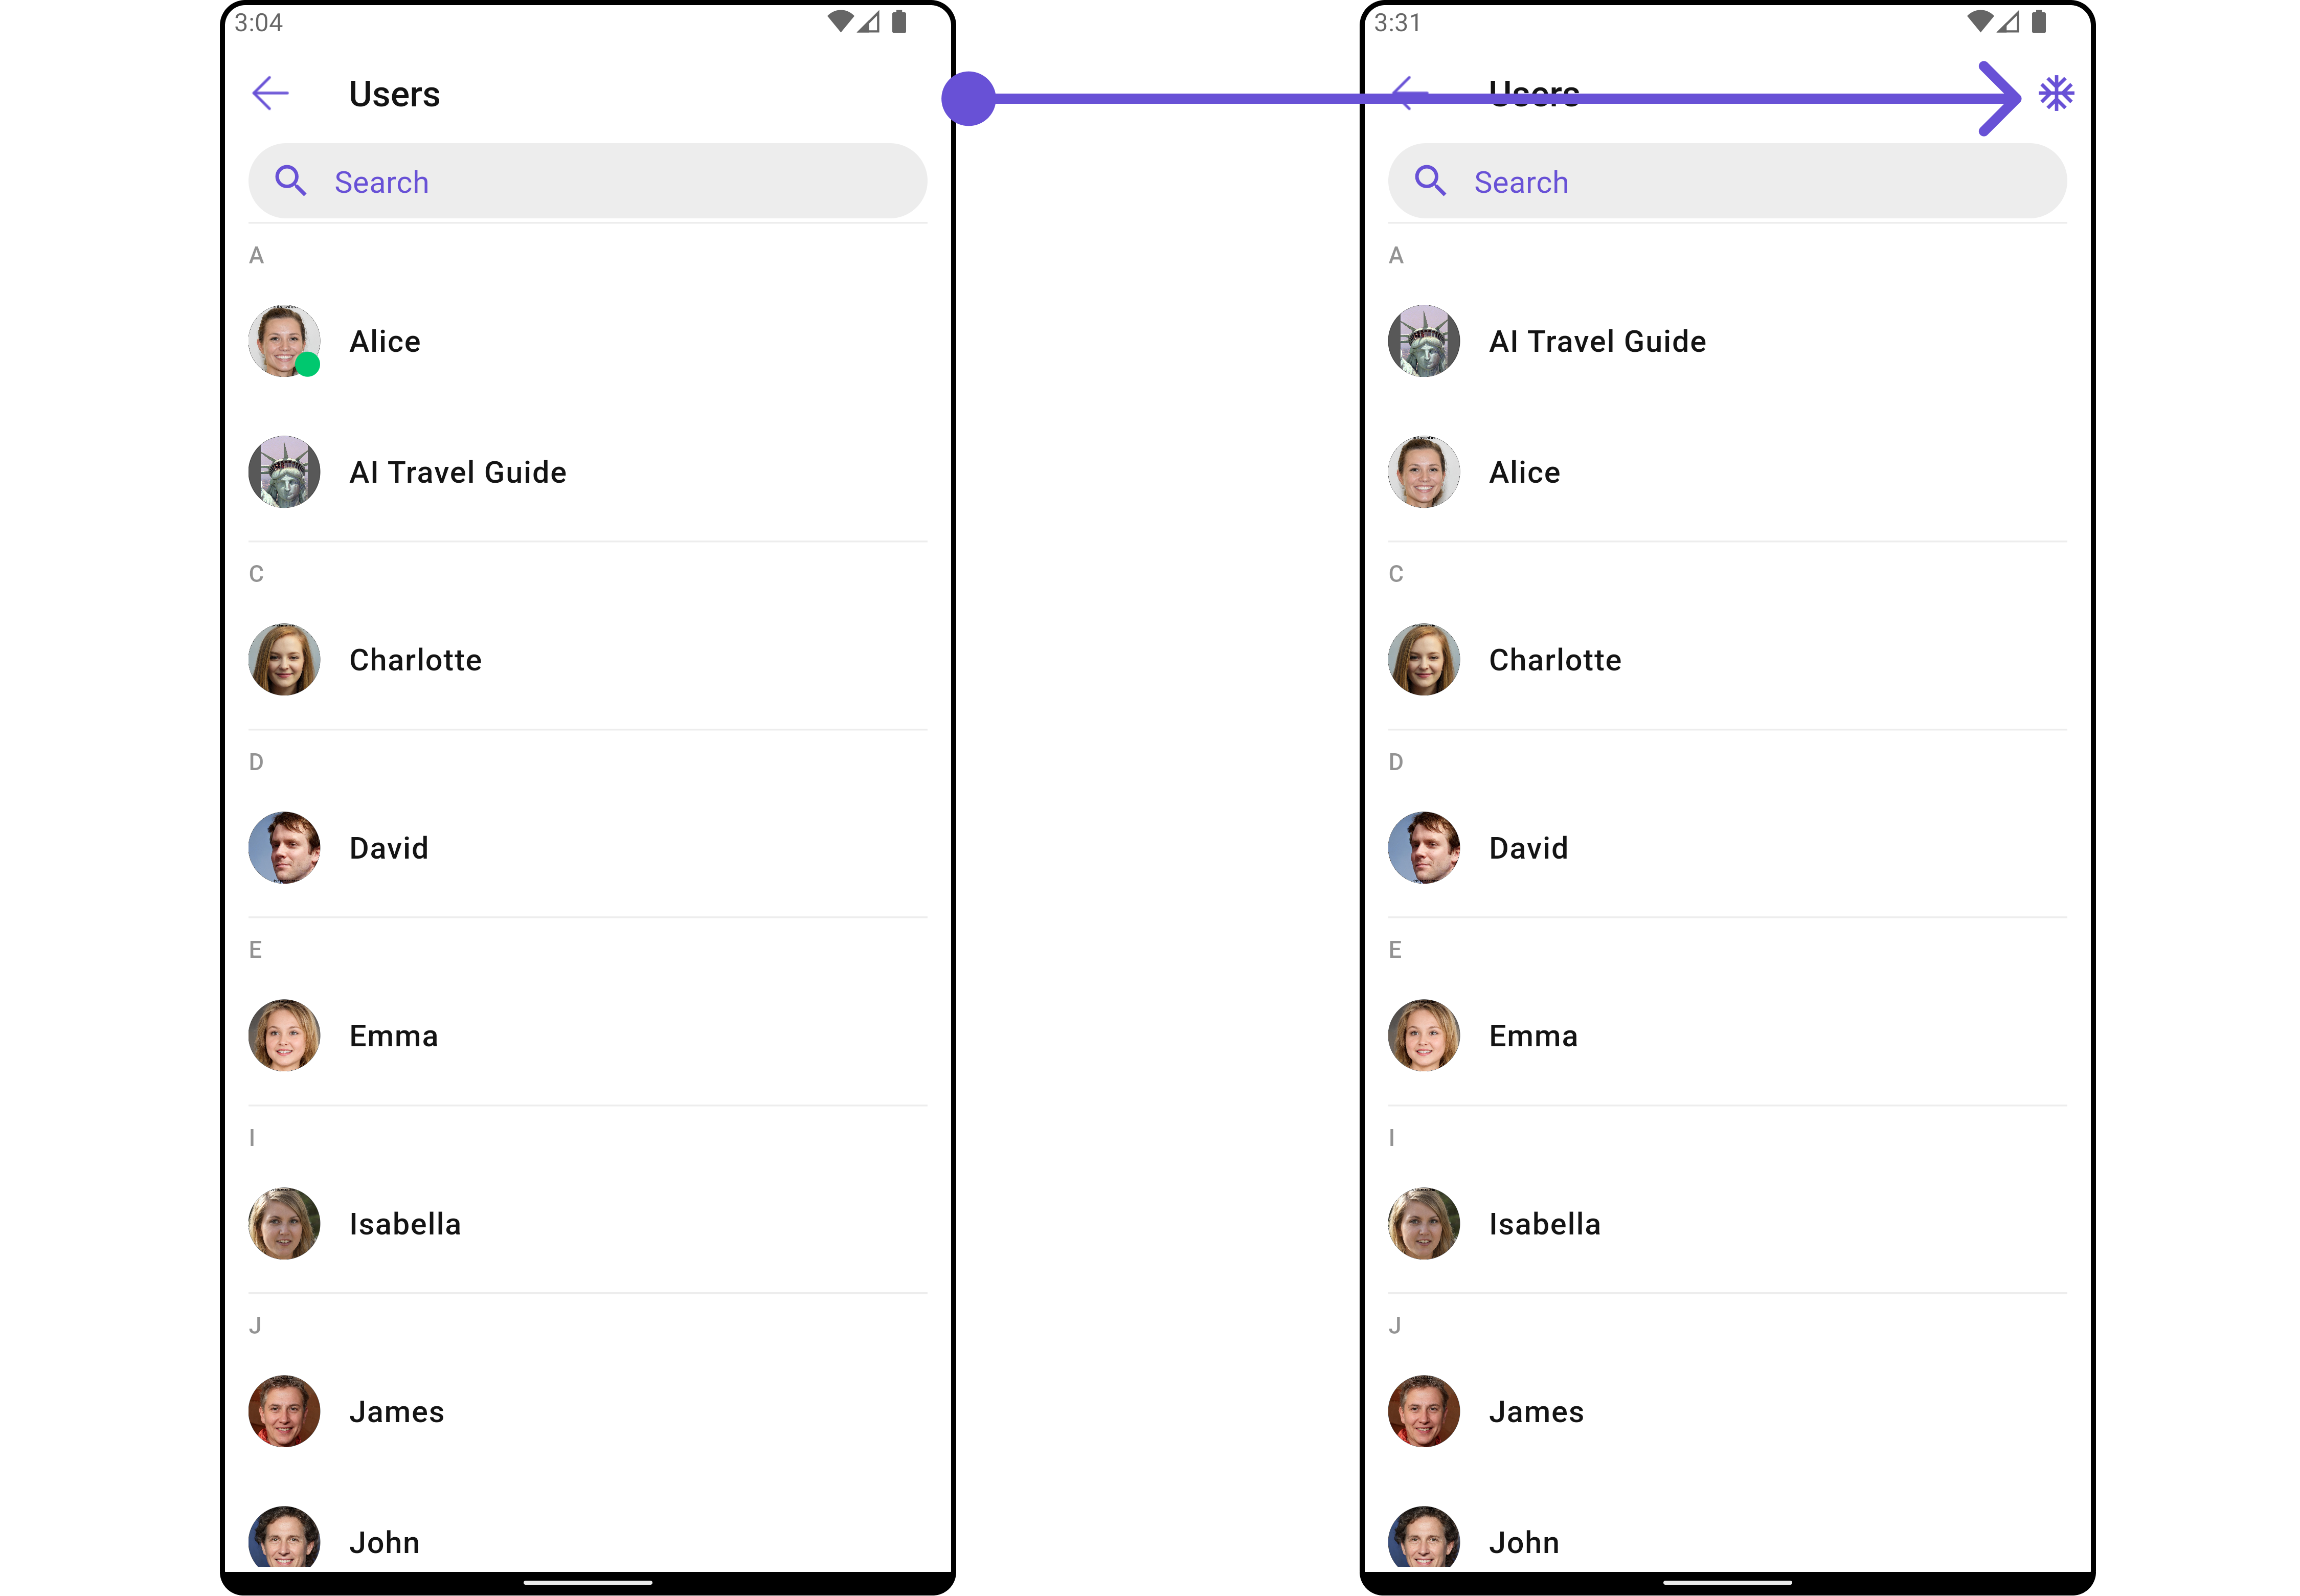 3:04
Users
Search
A
Alice
AI Travel Guide
C
Charlotte
D
David
E
Emma
I
Isabella
J
James
John
3:31
Users
Search
A
AI Travel Guide
Alice
C
Charlotte
D
David
E
Emma
I
Isabella
J
James
John